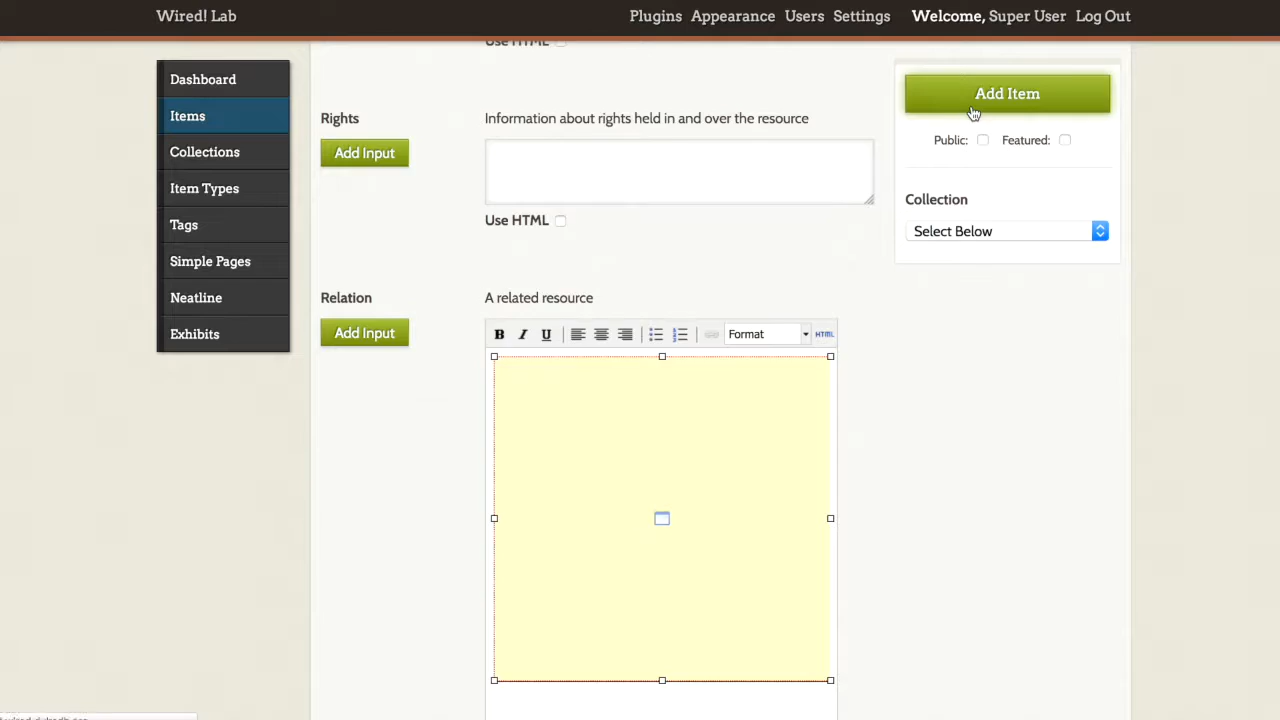 Wired! Lab
Plugins Appearance Users Settings Welcome, Super User Log Out
Use HTML
Dashboard
Items
Collections
Item Types
Tags
Simple Pages
Neatline
Exhibits
Rights
Add Input
Information about rights held in and over the resource
Use HTML
Relation
Add Input
A related resource
B I U Format HTML
Add Item
Public: Featured:
Collection
Select Below